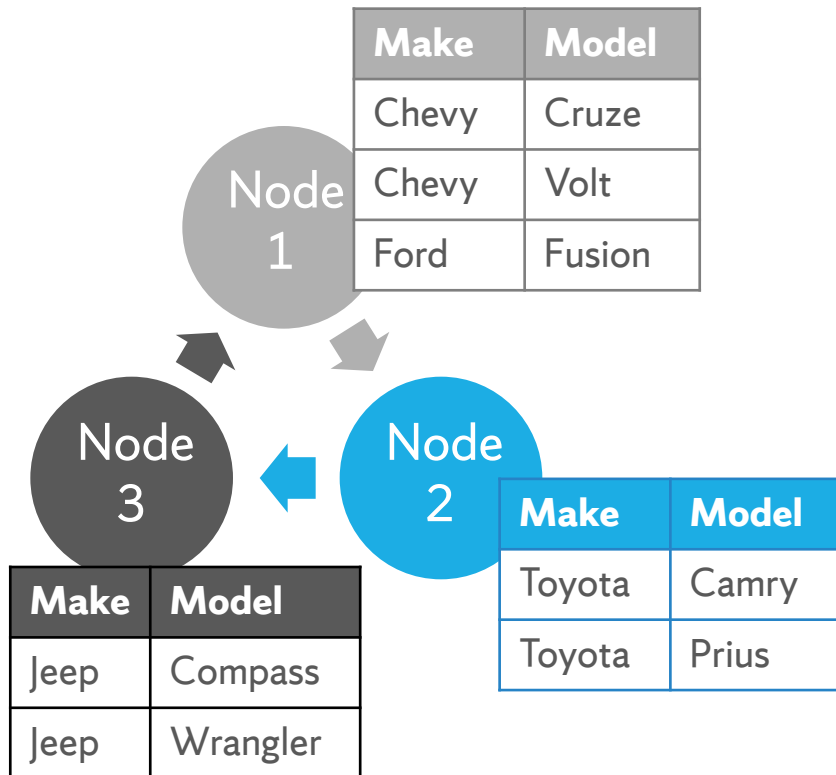 Make Model
Chevy Cruze
Chevy Volt
Ford Fusion
Node
1
Node
2
Make Model
Toyota Camry
Toyota Prius
Node
3
Make Model
Jeep Compass
Jeep Wrangler